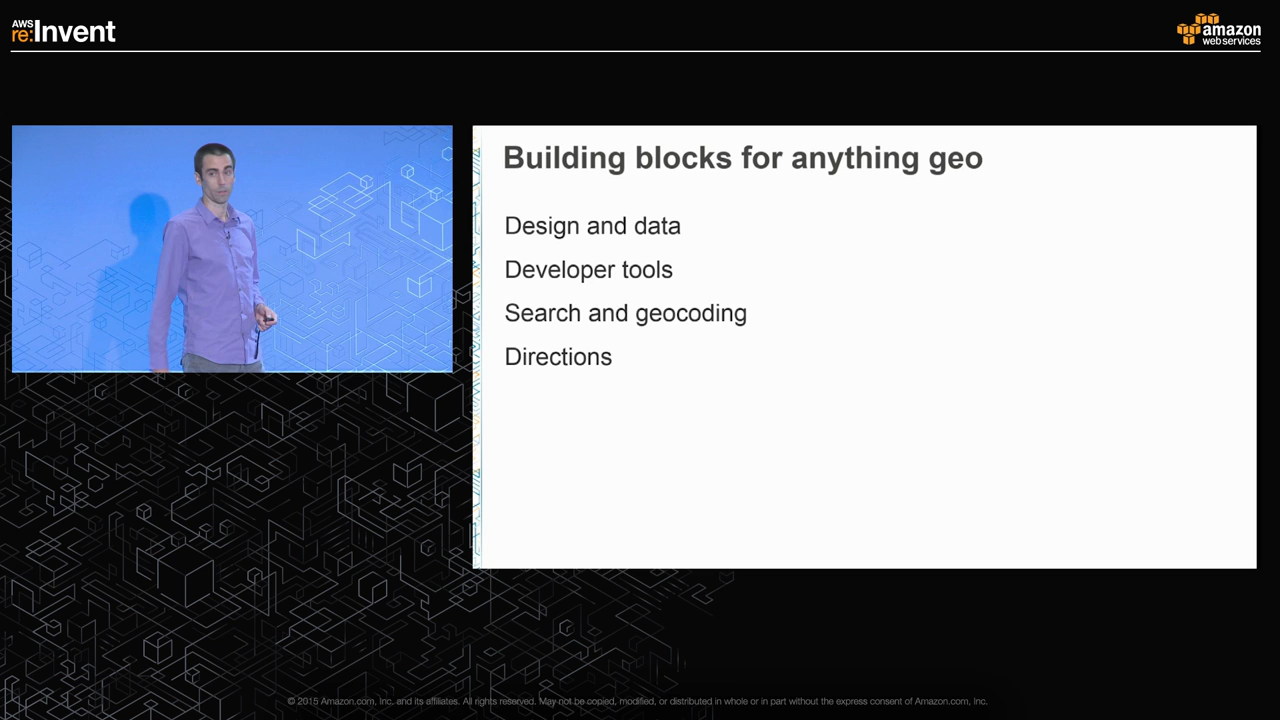 AWS
re:Invent
amazon
web services
Building blocks for anything geo
Design and data
Developer tools
Search and geocoding
Directions
© 2015 Amazon.com, Inc. and its affiliates. All rights reserved. May not be copied, modified, or distributed in whole or in part without the express consent of Amazon.com, Inc.